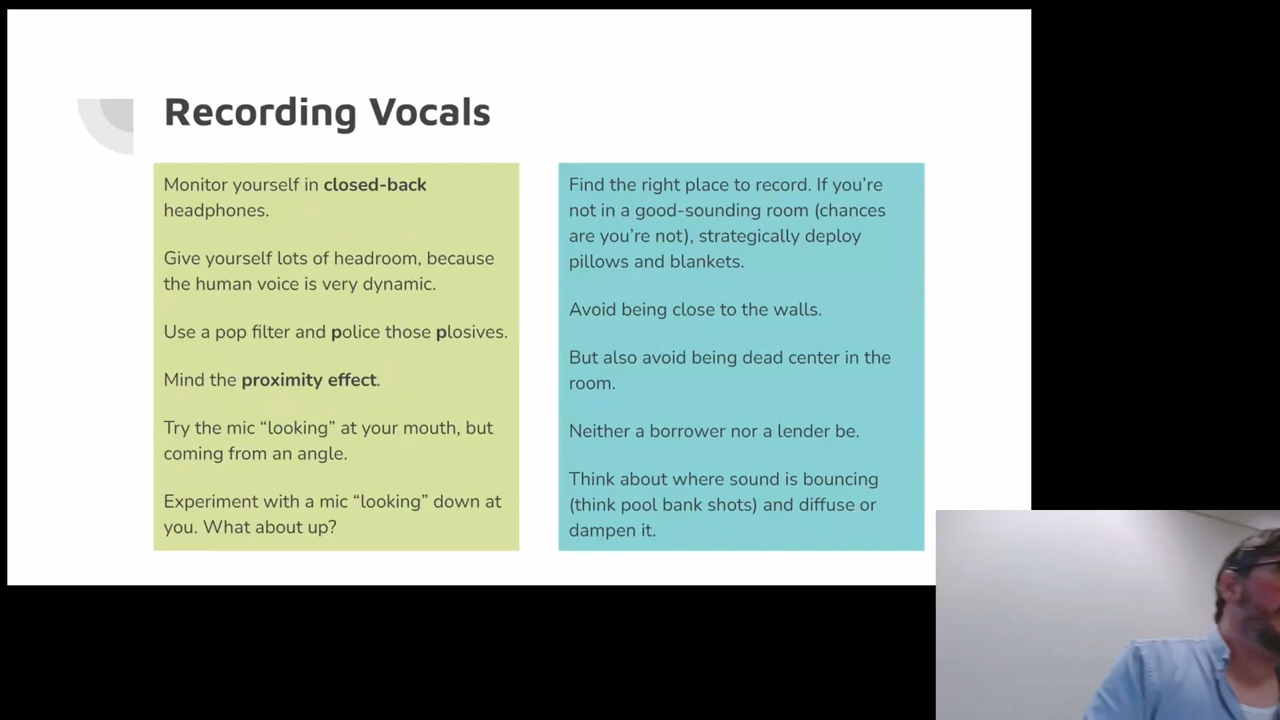 Recording Vocals
Monitor yourself in closed-back
headphones.
Give yourself lots of headroom, because
the human voice is very dynamic.
Use a pop filter and police those plosives.
Mind the proximity effect.
Try the mic “looking” at your mouth, but
coming from an angle.
Experiment with a mic “looking” down at
you. What about up?
Find the right place to record. If you’re
not in a good-sounding room (chances
are you’re not), strategically deploy
pillows and blankets.
Avoid being close to the walls.
But also avoid being dead center in the
room.
Neither a borrower nor a lender be.
Think about where sound is bouncing
(think pool bank shots) and diffuse or
dampen it.